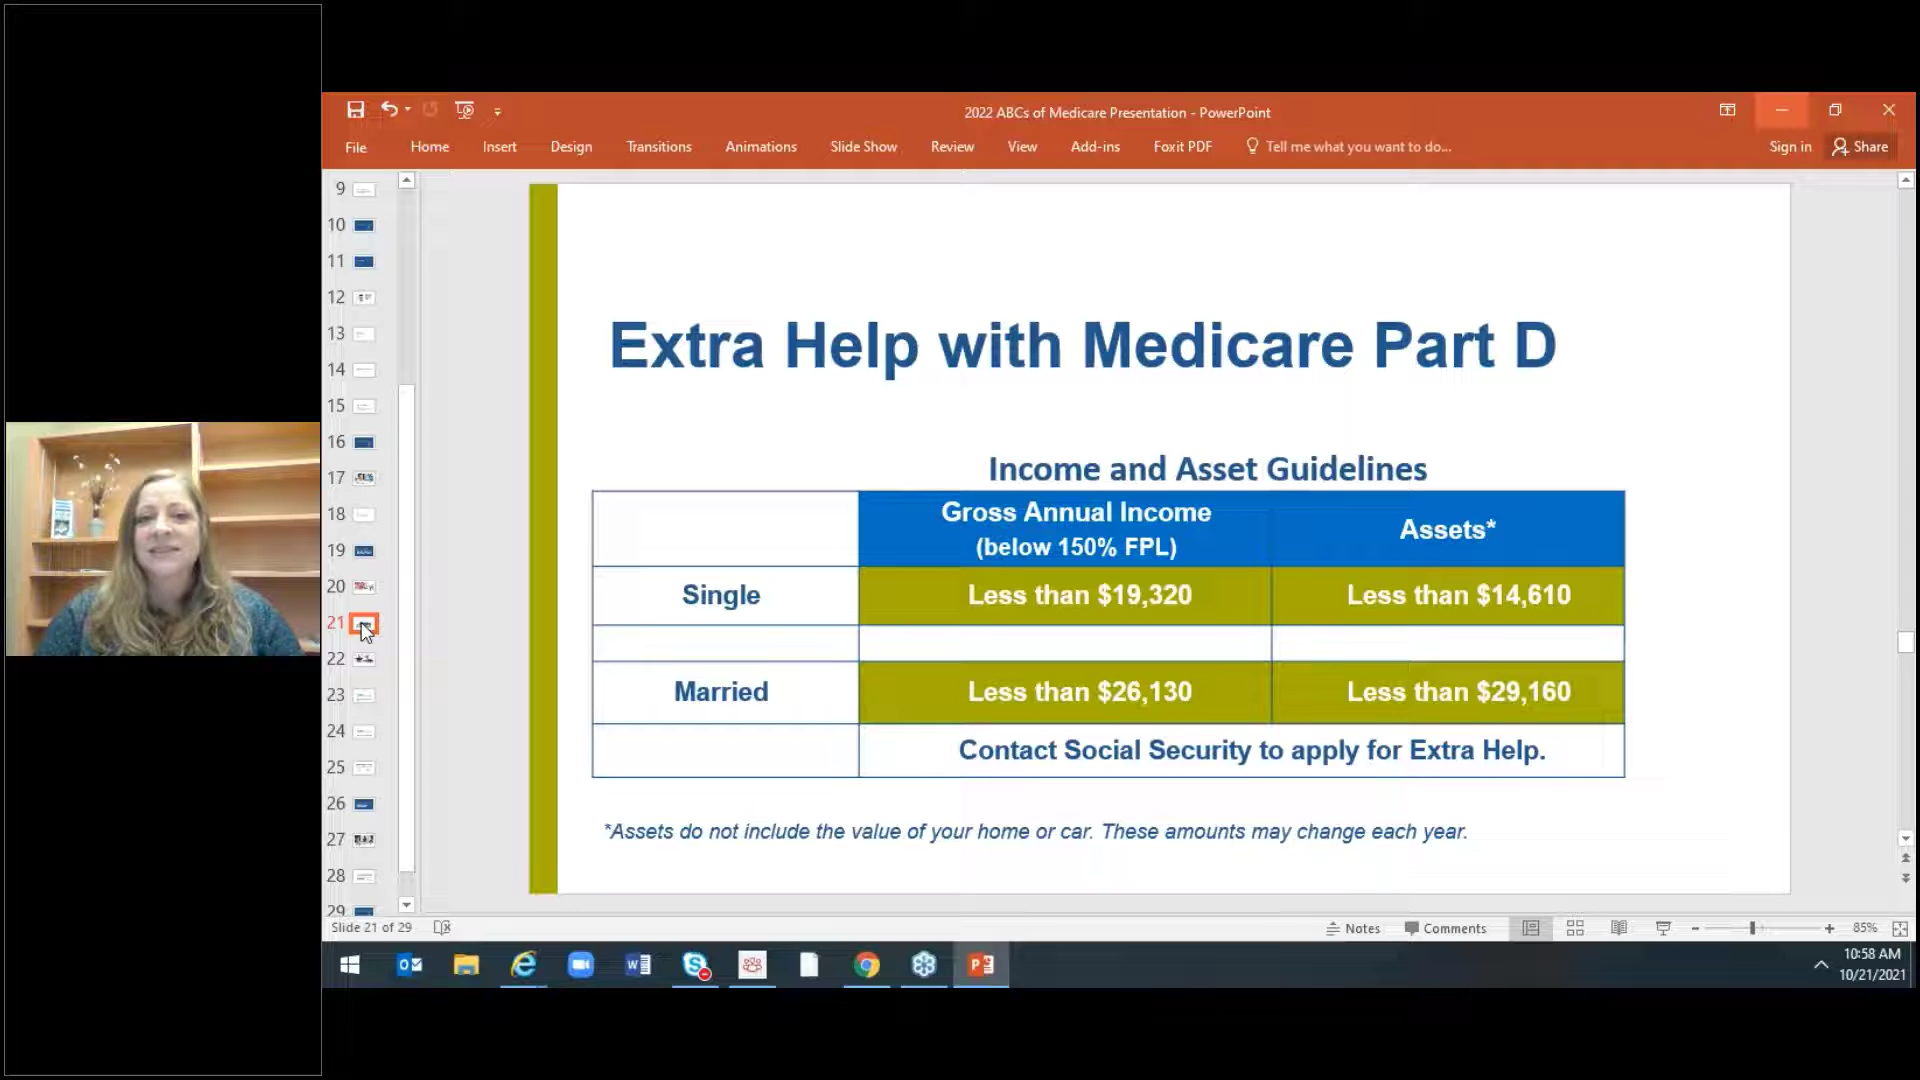 2022 ABCs of Medicare Presentation - PowerPoint
File Home Insert Design Transitions Animations Slide Show Review View Add-ins Foxit PDF Tell me what you want to do... Sign in Share
9
10
11
12
13
14
15
16
17
18
19
20
21
22
23
24
25
26
27
28
29
Extra Help with Medicare Part D
Income and Asset Guidelines
Gross Annual Income
(below 150% FPL)
Assets*
Single Less than $19,320 Less than $14,610
Married Less than $26,130 Less than $29,160
Contact Social Security to apply for Extra Help.
*Assets do not include the value of your home or car. These amounts may change each year.
Slide 21 of 29 Notes Comments 85%
10:58 AM
10/21/2021